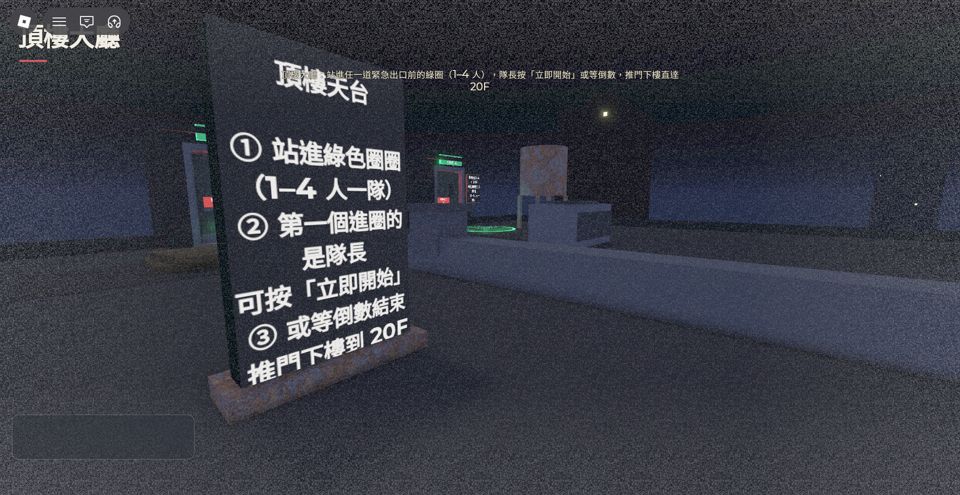 頂樓大廳
站進任一道緊急出口前的綠圈（1–4 人），隊長按「立即開始」或等倒數，推門下樓直達
20F
頂樓天台
① 站進綠色圈圈
（1–4 人一隊）
② 第一個進圈的
是隊長
可按「立即開始」
③ 或等倒數結束
推門下樓到 20F